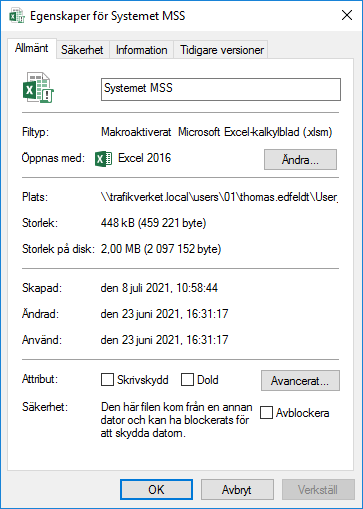 Egenskaper för Systemet MSS
Allmänt Säkerhet Information Tidigare versioner
Systemet MSS
Filtyp: Makroaktiverat Microsoft Excel-kalkylblad (.xlsm)
Öppnas med: Excel 2016 Ändra...
Plats: \\trafikverket.local\users\01\thomas.edfeldt\User_
Storlek: 448 kB (459 221 byte)
Storlek på disk: 2,00 MB (2 097 152 byte)
Skapad: den 8 juli 2021, 10:58:44
Ändrad: den 23 juni 2021, 16:31:17
Använd: den 23 juni 2021, 16:31:17
Attribut: Skrivskydd Dold Avancerat...
Säkerhet: Den här filen kom från en annan
dator och kan ha blockerats för
att skydda datorn.
Avblockera
OK Avbryt Verkställ